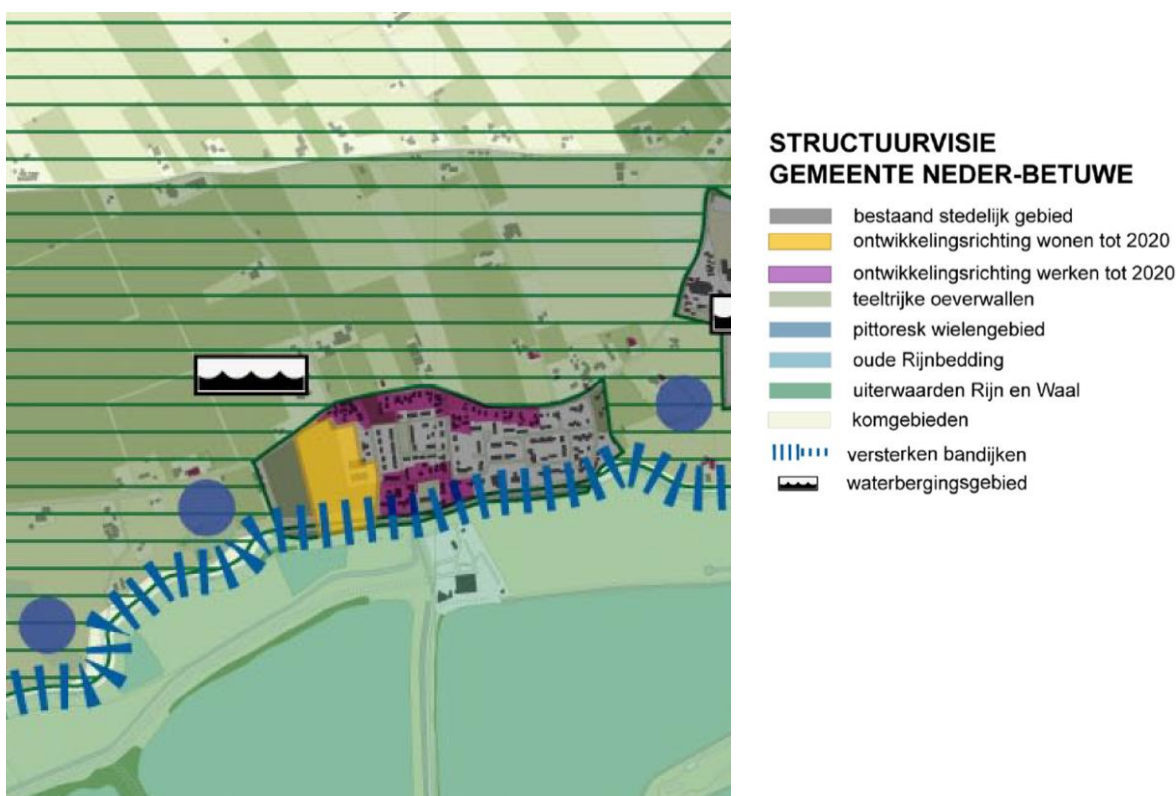 STRUCTUURVISIE
GEMEENTE NEDER-BETUWE
bestaand stedelijk gebied
ontwikkelingsrichting wonen tot 2020
ontwikkelingsrichting werken tot 2020
teeltrijke oeverwallen
pittoresk wielengebied
oude Rijnbedding
uiterwaarden Rijn en Waal
komgebieden
versterken bandijken
waterbergingsgebied